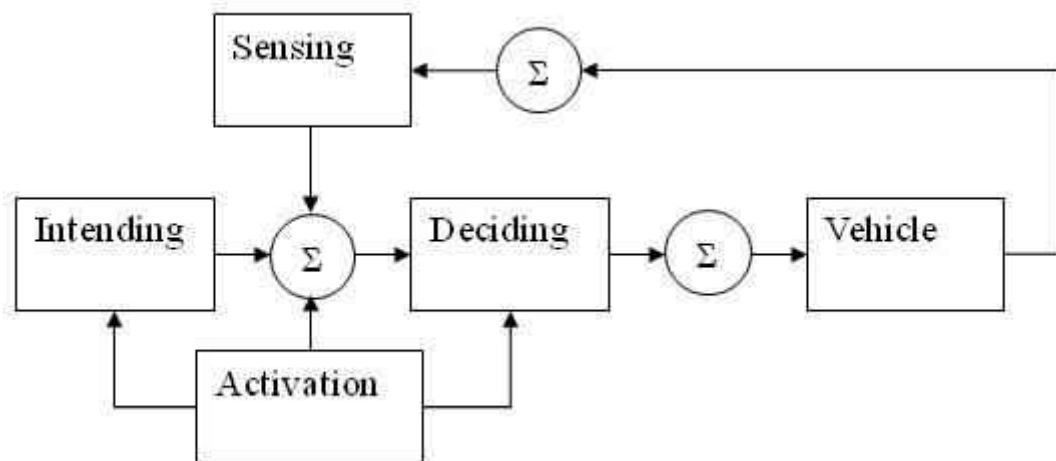 Sensing
Σ
Intending
Σ
Deciding
Σ
Vehicle
Activation